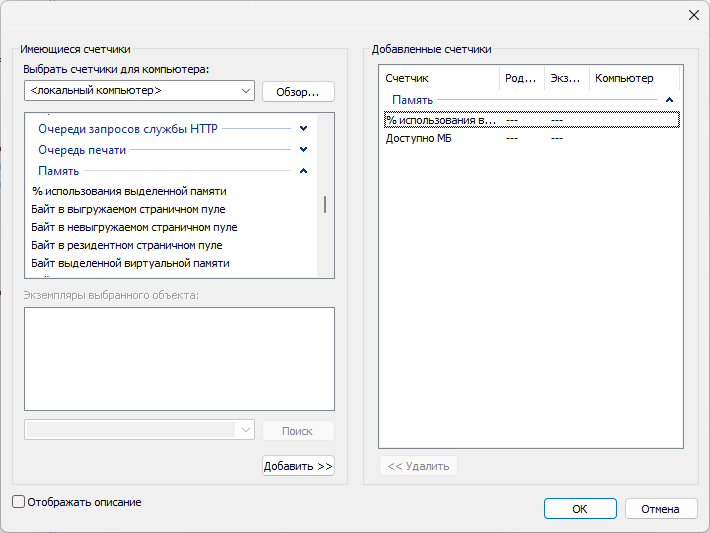 Имеющиеся счетчики
Выбрать счетчики для компьютера:
<локальный компьютер>
Обзор...
Очереди запросов службы HTTP
Очередь печати
Память
% использования выделенной памяти
Байт в выгружаемом страничном пуле
Байт в невыгружаемом страничном пуле
Байт в резидентном страничном пуле
Байт выделенной виртуальной памяти
Экземпляры выбранного объекта:
Поиск
Добавить >>
Добавленные счетчики
Счетчик Род... Экз... Компьютер
Память
% использования в... --- ---
Доступно МБ --- ---
<< Удалить
Отображать описание
ОК
Отмена